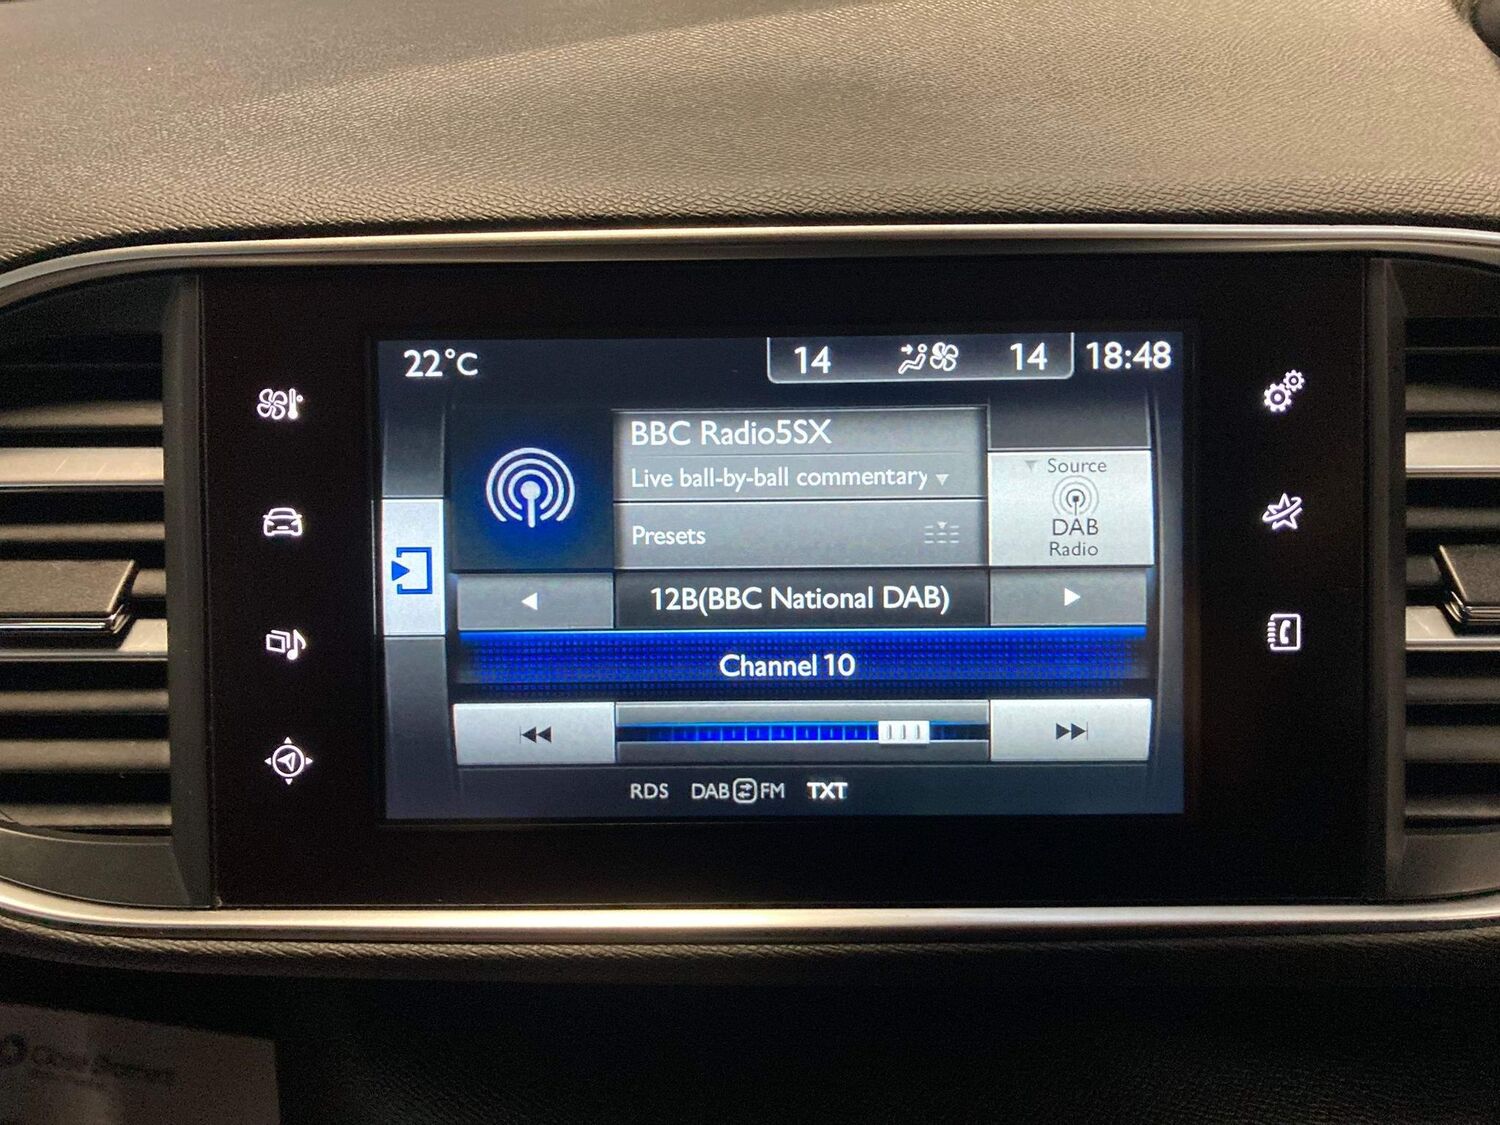 22°C
14
14
18:48
BBC Radio5SX
Live ball-by-ball commentary
Source
DAB
Radio
Presets
12B(BBC National DAB)
Channel 10
RDS DAB FM TXT